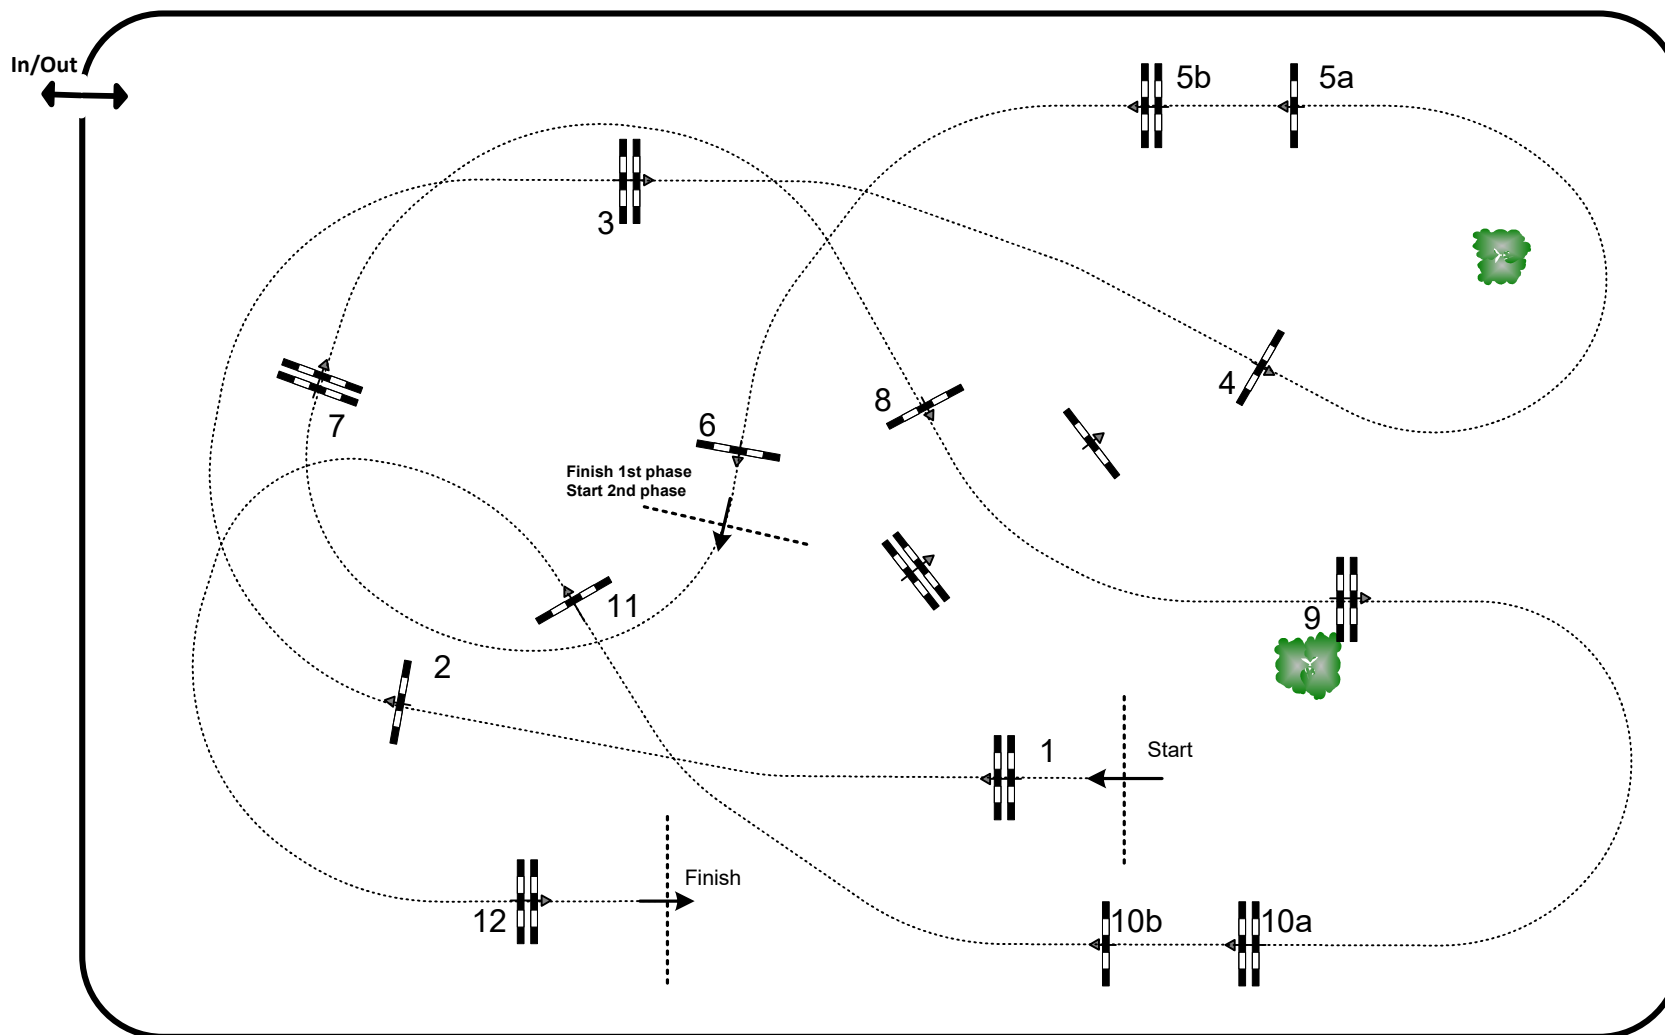 In/Out
5b
5a
3
4
7
8
6
Finish 1st phase
Start 2nd phase
11
9
2
1
Start
Finish
12
10b
10a